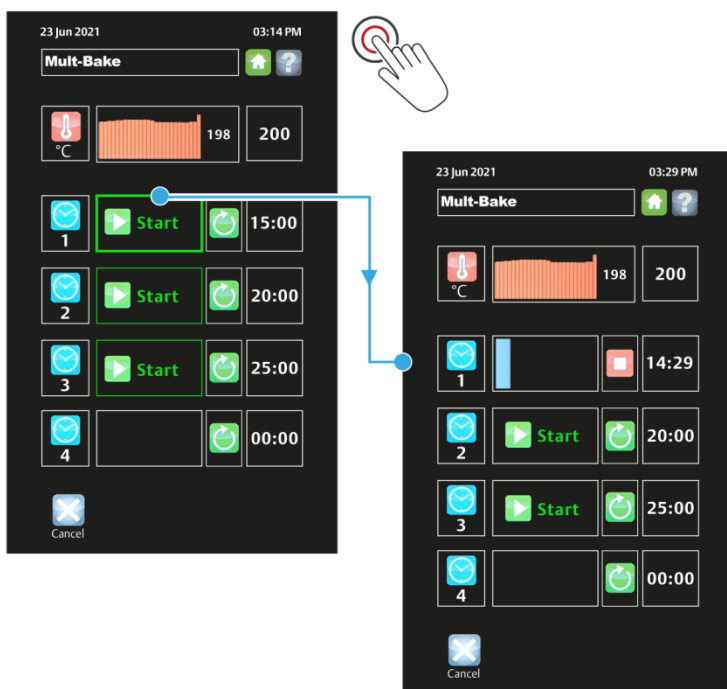 23 Jun 2021 03:14 PM
Mult-Bake
?
°C 198 200
1 Start 15:00
2 Start 20:00
3 Start 25:00
4 00:00
Cancel
23 Jun 2021 03:29 PM
Mult-Bake
?
°C 198 200
1 14:29
2 Start 20:00
3 Start 25:00
4 00:00
Cancel